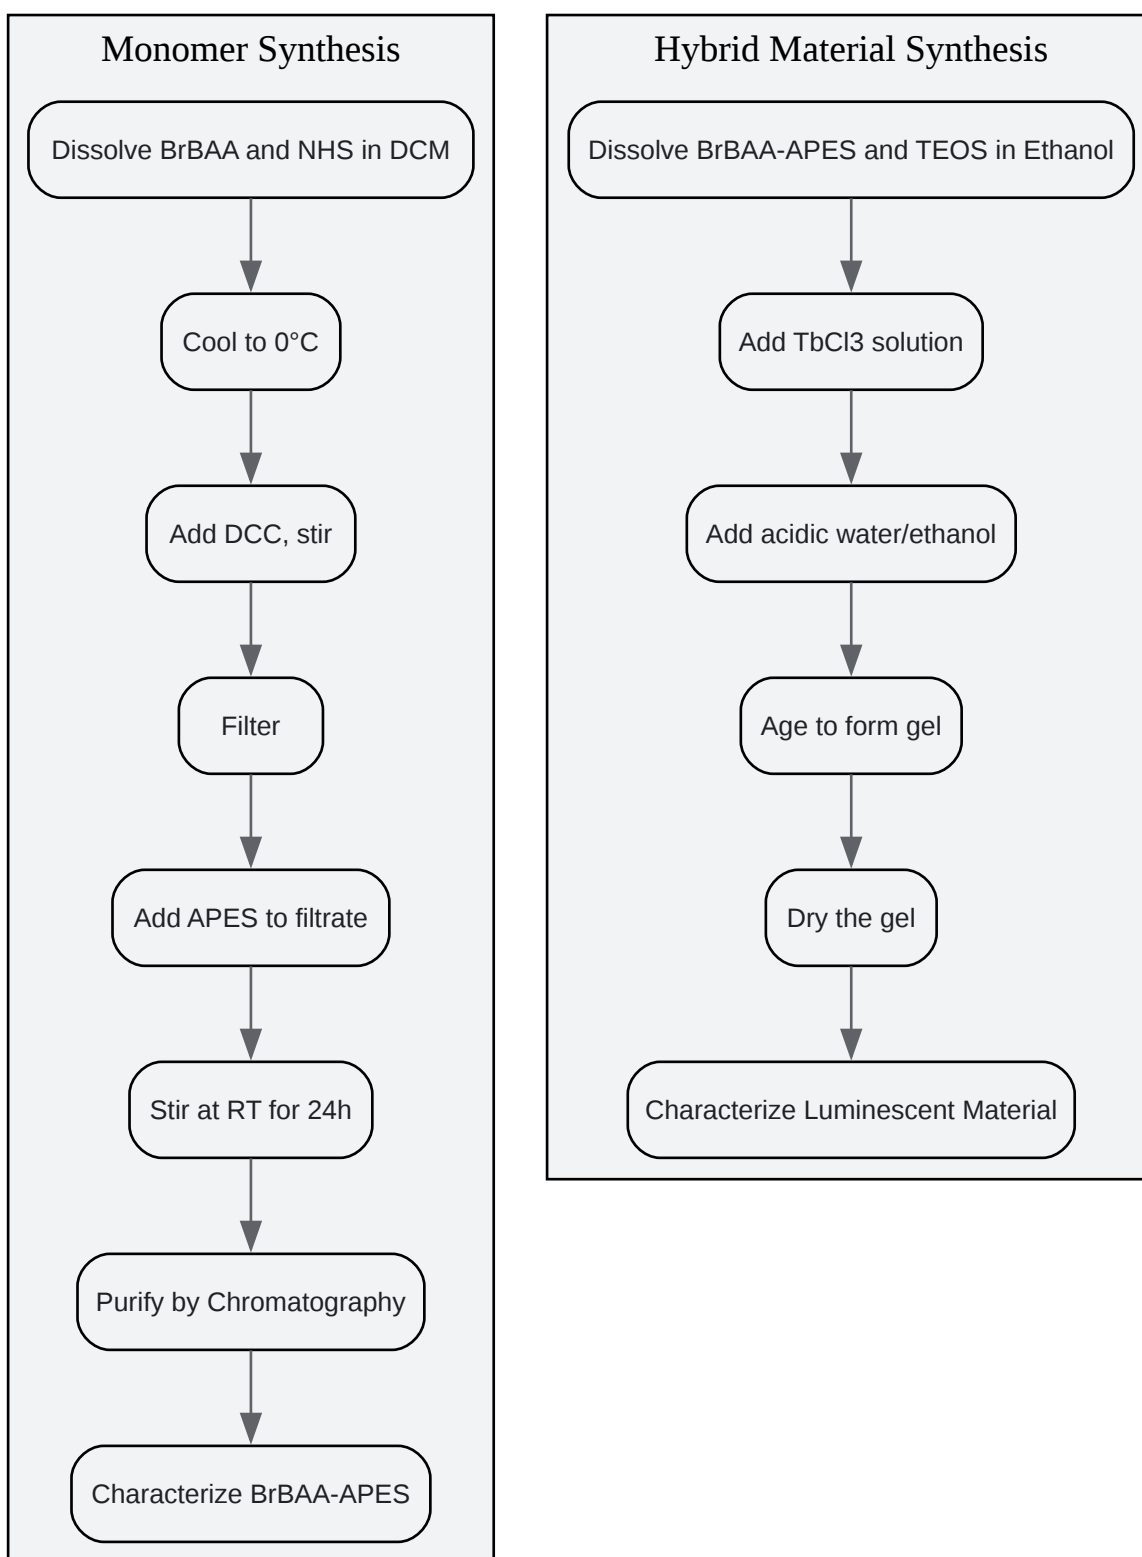 Monomer Synthesis
Dissolve BrBAA and NHS in DCM
Cool to 0°C
Add DCC, stir
Filter
Add APES to filtrate
Stir at RT for 24h
Purify by Chromatography
Characterize BrBAA-APES
Hybrid Material Synthesis
Dissolve BrBAA-APES and TEOS in Ethanol
Add TbCl3 solution
Add acidic water/ethanol
Age to form gel
Dry the gel
Characterize Luminescent Material